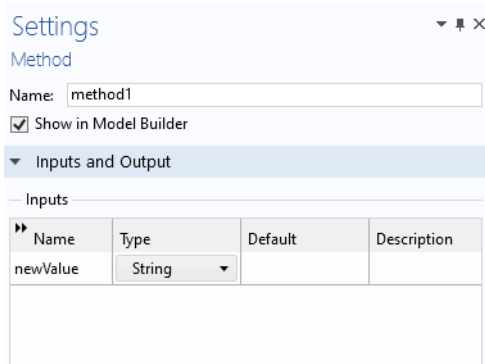 Settings
Method
Name: method1
Show in Model Builder
Inputs and Output
Inputs
Name Type Default Description
newValue String